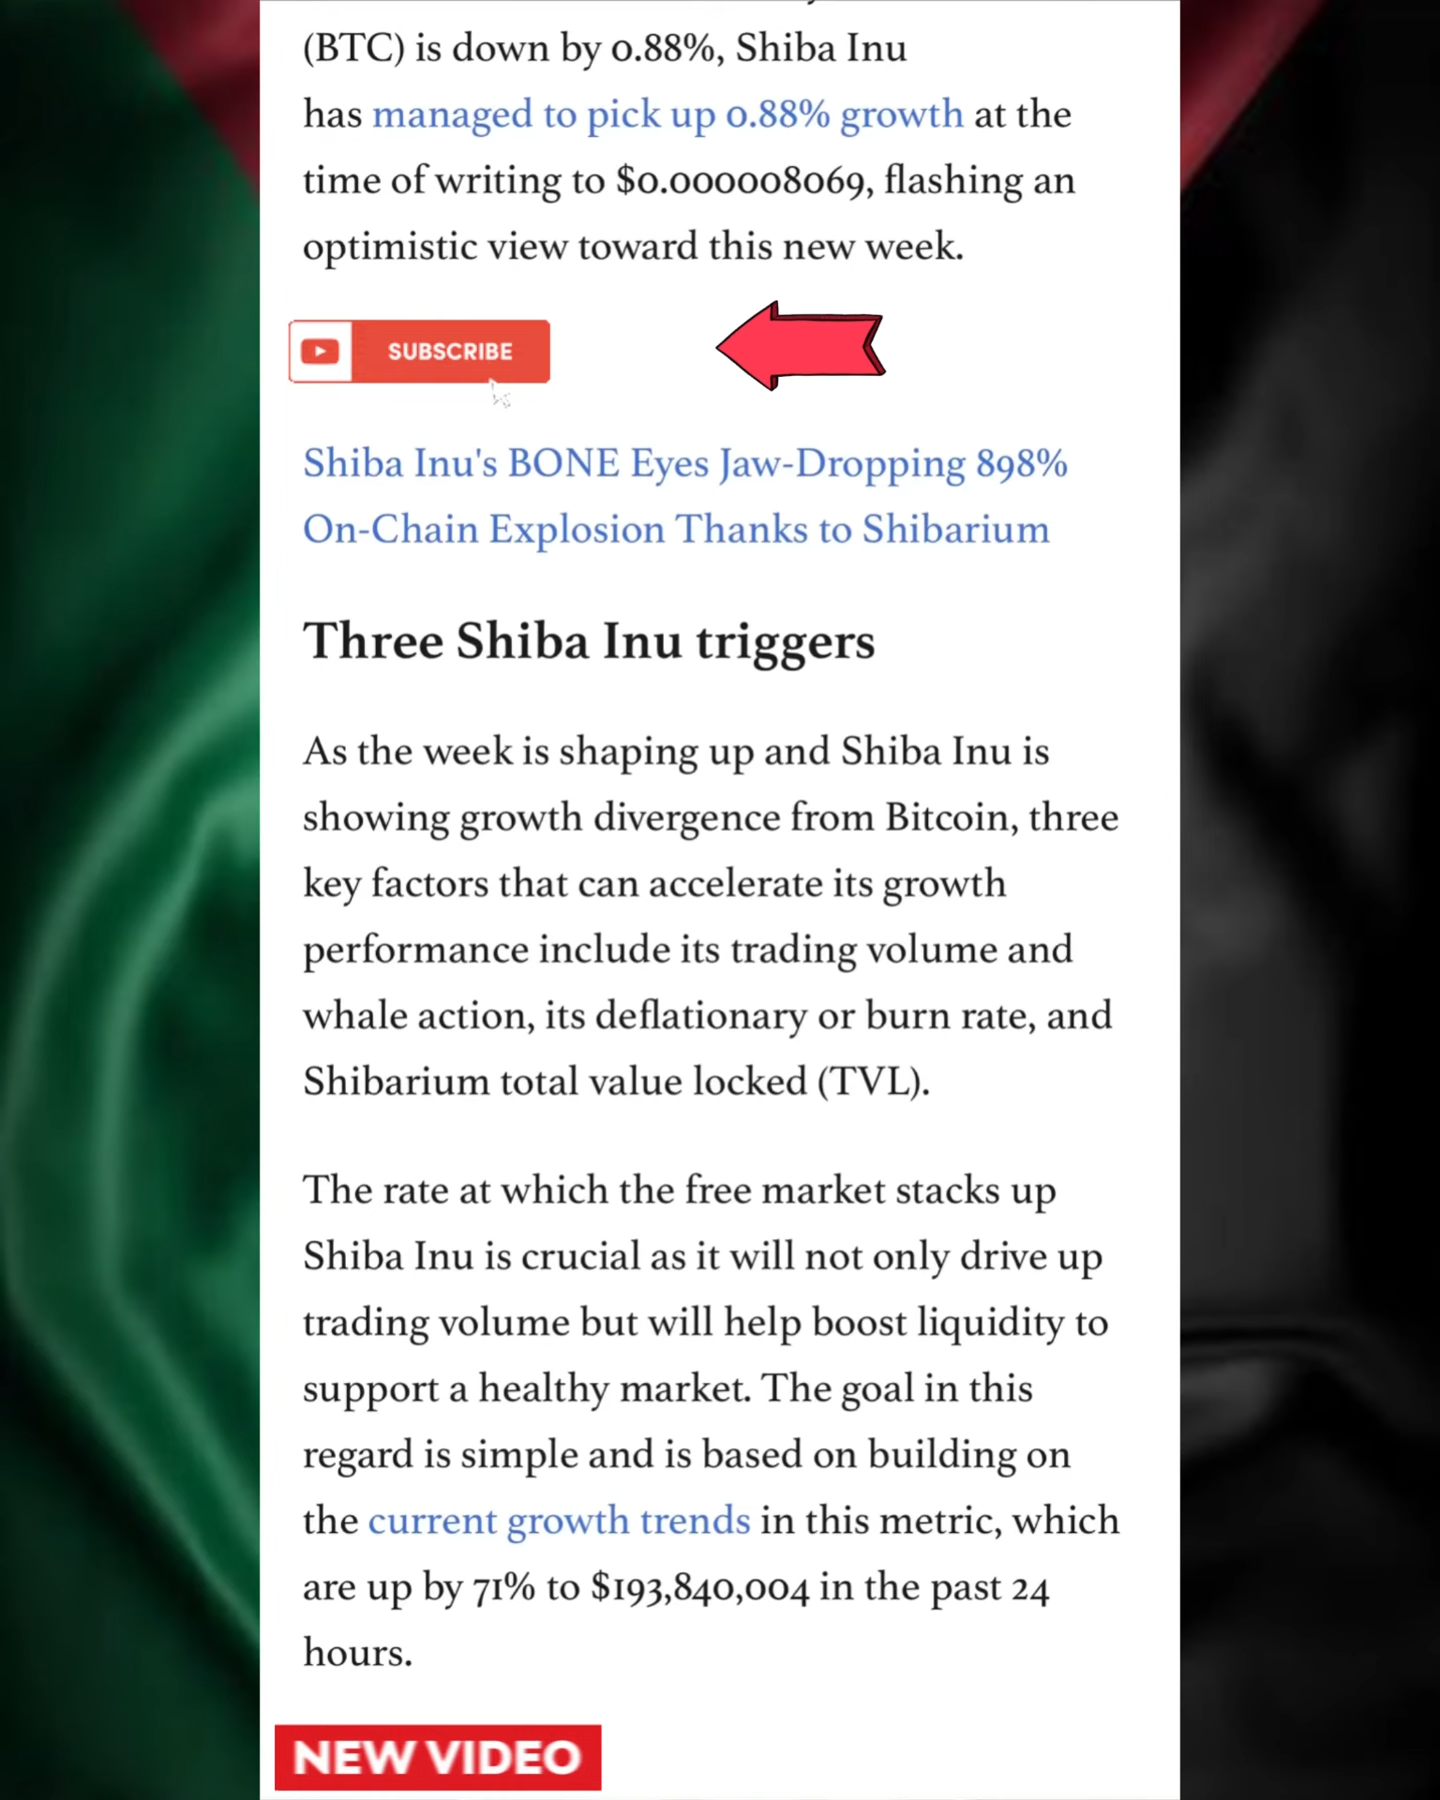 (BTC) is down by 0.88%, Shiba Inu
has managed to pick up 0.88% growth at the
time of writing to $0.000008069, flashing an
optimistic view toward this new week.
SUBSCRIBE
Shiba Inu's BONE Eyes Jaw-Dropping 898%
On-Chain Explosion Thanks to Shibarium
Three Shiba Inu triggers
As the week is shaping up and Shiba Inu is
showing growth divergence from Bitcoin, three
key factors that can accelerate its growth
performance include its trading volume and
whale action, its deflationary or burn rate, and
Shibarium total value locked (TVL).
The rate at which the free market stacks up
Shiba Inu is crucial as it will not only drive up
trading volume but will help boost liquidity to
support a healthy market. The goal in this
regard is simple and is based on building on
the current growth trends in this metric, which
are up by 71% to $193,840,004 in the past 24
hours.
NEW VIDEO